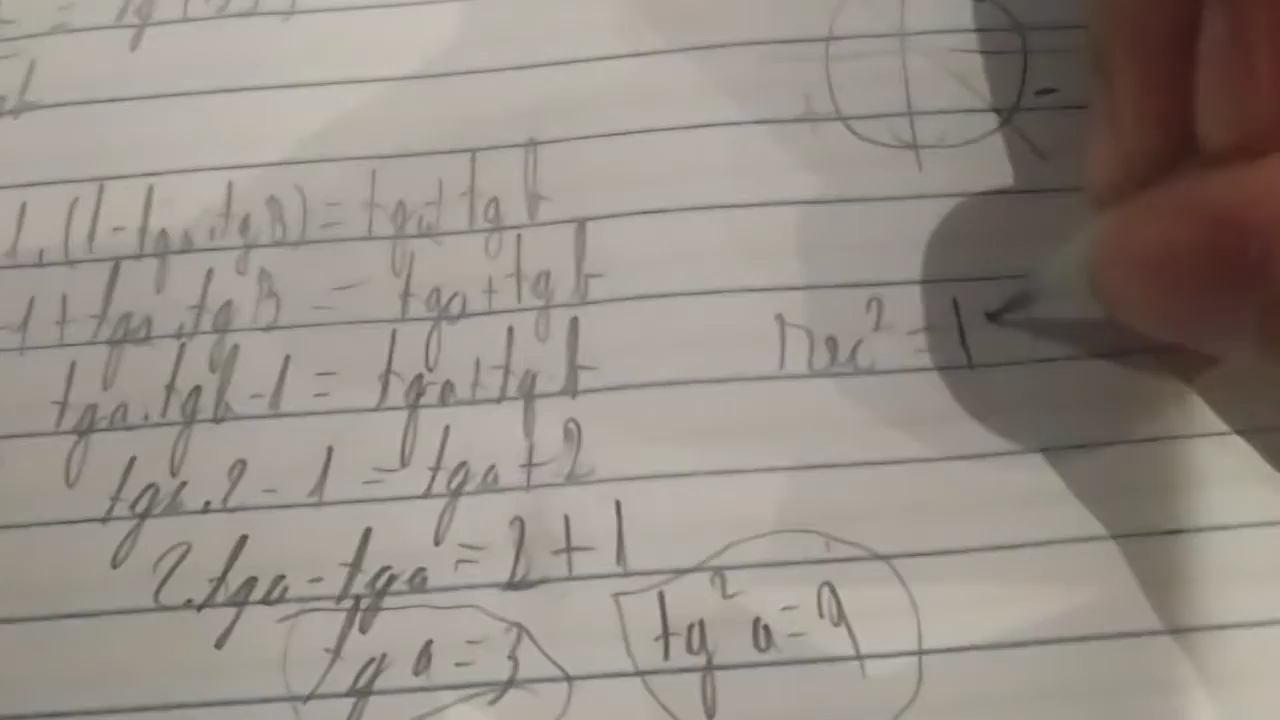 -1.(1-tga.tgb)=tga+tgb
-1+tga.tgb = tga+tgb
tga.tgb-1=tga+tgb
tga.2-1=tga+2
2.tga-tga=2+1
tga=3
tg²a=9
sec²=1